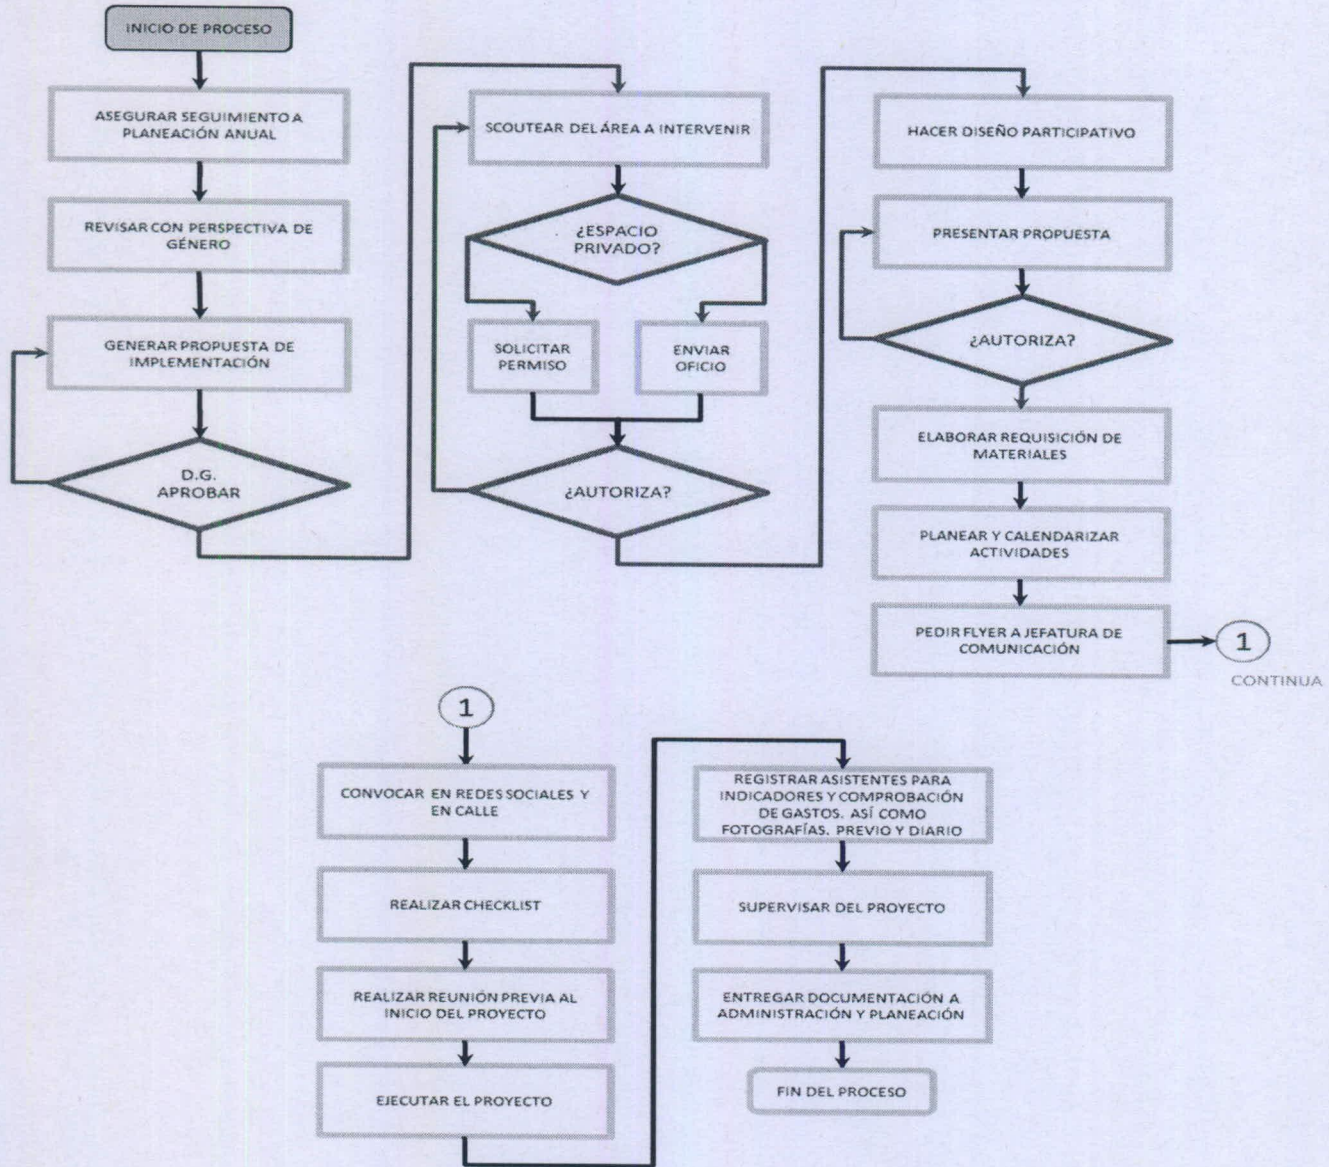 INICIO DE PROCESO
ASEGURAR SEGUIMIENTO A
PLANEACIÓN ANUAL
REVISAR CON PERSPECTIVA DE
GÉNERO
GENERAR PROPUESTA DE
IMPLEMENTACIÓN
D.G.
APROBAR
SCOUTEAR DEL ÁREA A INTERVENIR
¿ESPACIO
PRIVADO?
SOLICITAR
PERMISO
ENVIAR
OFICIO
¿AUTORIZA?
HACER DISEÑO PARTICIPATIVO
PRESENTAR PROPUESTA
¿AUTORIZA?
ELABORAR REQUISICIÓN DE
MATERIALES
PLANEAR Y CALENDARIZAR
ACTIVIDADES
PEDIR FLYER A JEFATURA DE
COMUNICACIÓN
1
CONTINUA
1
CONVOCAR EN REDES SOCIALES Y
EN CALLE
REALIZAR CHECKLIST
REALIZAR REUNIÓN PREVIA AL
INICIO DEL PROYECTO
EJECUTAR EL PROYECTO
REGISTRAR ASISTENTES PARA
INDICADORES Y COMPROBACIÓN
DE GASTOS. ASÍ COMO
FOTOGRAFÍAS. PREVIO Y DIARIO
SUPERVISAR DEL PROYECTO
ENTREGAR DOCUMENTACIÓN A
ADMINISTRACIÓN Y PLANEACIÓN
FIN DEL PROCESO